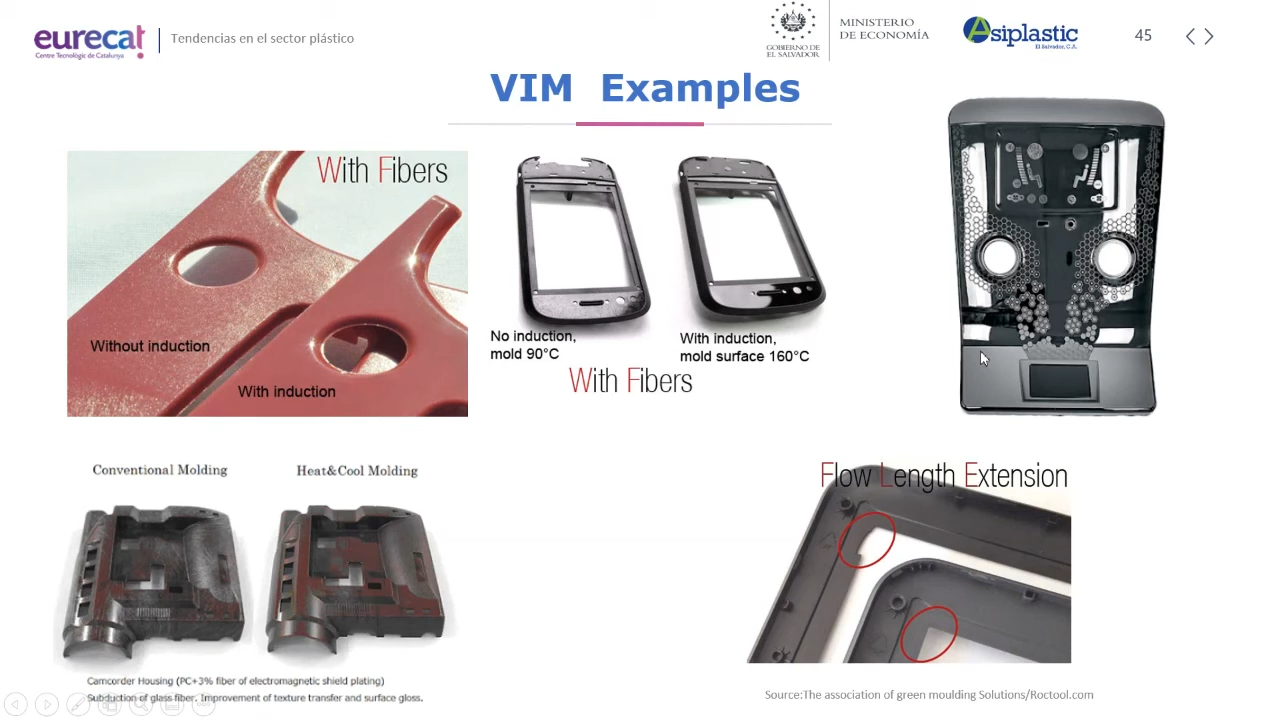 eurecat
Centre Tecnològic de Catalunya
Tendencias en el sector plástico
GOBIERNO DE
EL SALVADOR
MINISTERIO
DE ECONOMÍA
Asiplastic
El Salvador, C.A.
45
VIM Examples
With Fibers
Without induction
With induction
No induction,
mold 90°C
With induction,
mold surface 160°C
With Fibers
Conventional Molding
Heat&Cool Molding
Camcorder Housing (PC+3% fiber of electromagnetic shield plating)
Subduction of glass fiber. Improvement of texture transfer and surface gloss.
Flow Length Extension
Source:The association of green moulding Solutions/Roctool.com